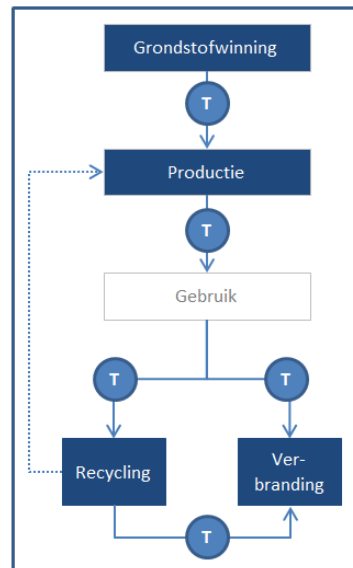 Grondstofwinning
T
Productie
T
Gebruik
T
T
Recycling
Ver-
branding
T